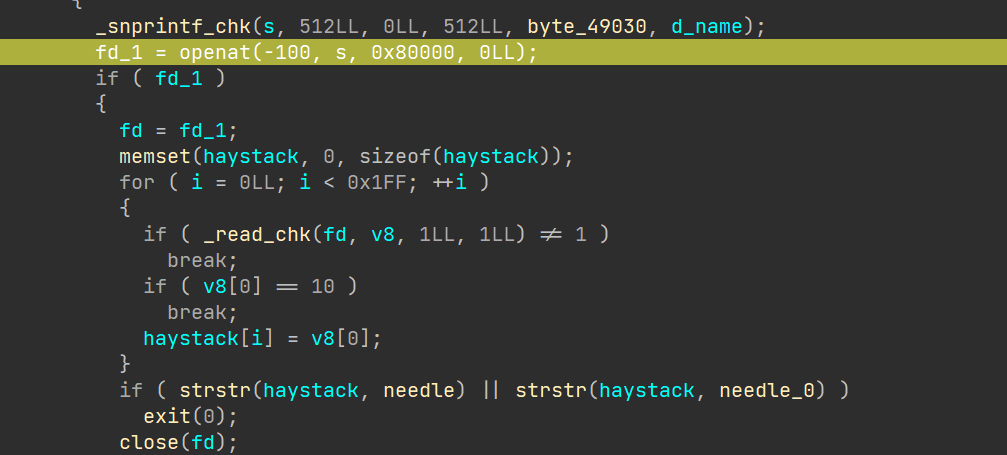 {
_snprintf_chk(s, 512LL, 0LL, 512LL, byte_49030, d_name);
fd_1 = openat(-100, s, 0x80000, 0LL);
if ( fd_1 )
{
fd = fd_1;
memset(haystack, 0, sizeof(haystack));
for ( i = 0LL; i < 0x1FF; ++i )
{
if ( _read_chk(fd, v8, 1LL, 1LL) != 1 )
break;
if ( v8[0] == 10 )
break;
haystack[i] = v8[0];
}
if ( strstr(haystack, needle) || strstr(haystack, needle_0) )
exit(0);
close(fd);